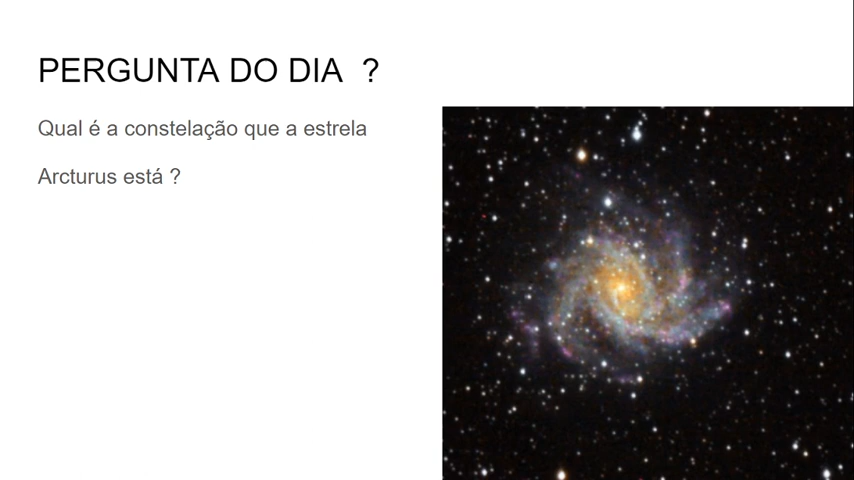 PERGUNTA DO DIA  ?
Qual é a constelação que a estrela
Arcturus está ?